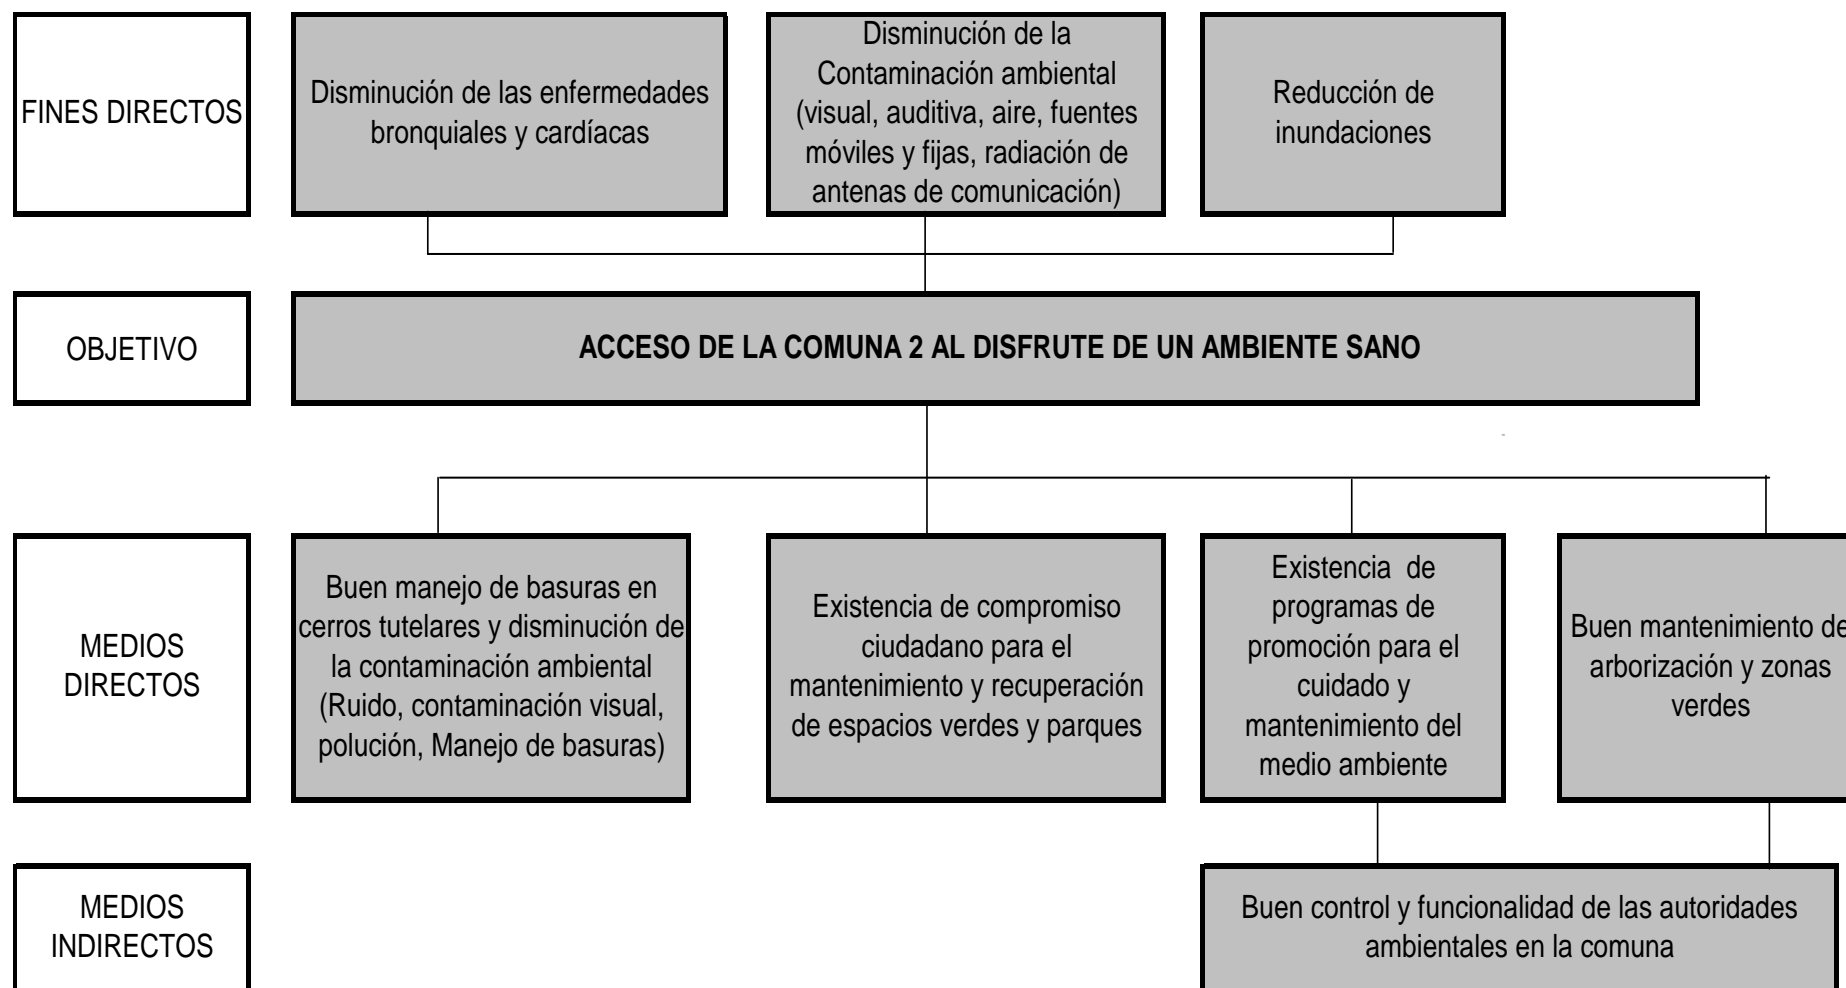 FINES DIRECTOS
Disminución de las enfermedades
bronquiales y cardíacas
Disminución de la
Contaminación ambiental
(visual, auditiva, aire, fuentes
móviles y fijas, radiación de
antenas de comunicación)
Reducción de
inundaciones
OBJETIVO
ACCESO DE LA COMUNA 2 AL DISFRUTE DE UN AMBIENTE SANO
MEDIOS
DIRECTOS
Buen manejo de basuras en
cerros tutelares y disminución de
la contaminación ambiental
(Ruido, contaminación visual,
polución, Manejo de basuras)
Existencia de compromiso
ciudadano para el
mantenimiento y recuperación
de espacios verdes y parques
Existencia de
programas de
promoción para el
cuidado y
mantenimiento del
medio ambiente
Buen mantenimiento de
arborización y zonas
verdes
MEDIOS
INDIRECTOS
Buen control y funcionalidad de las autoridades
ambientales en la comuna